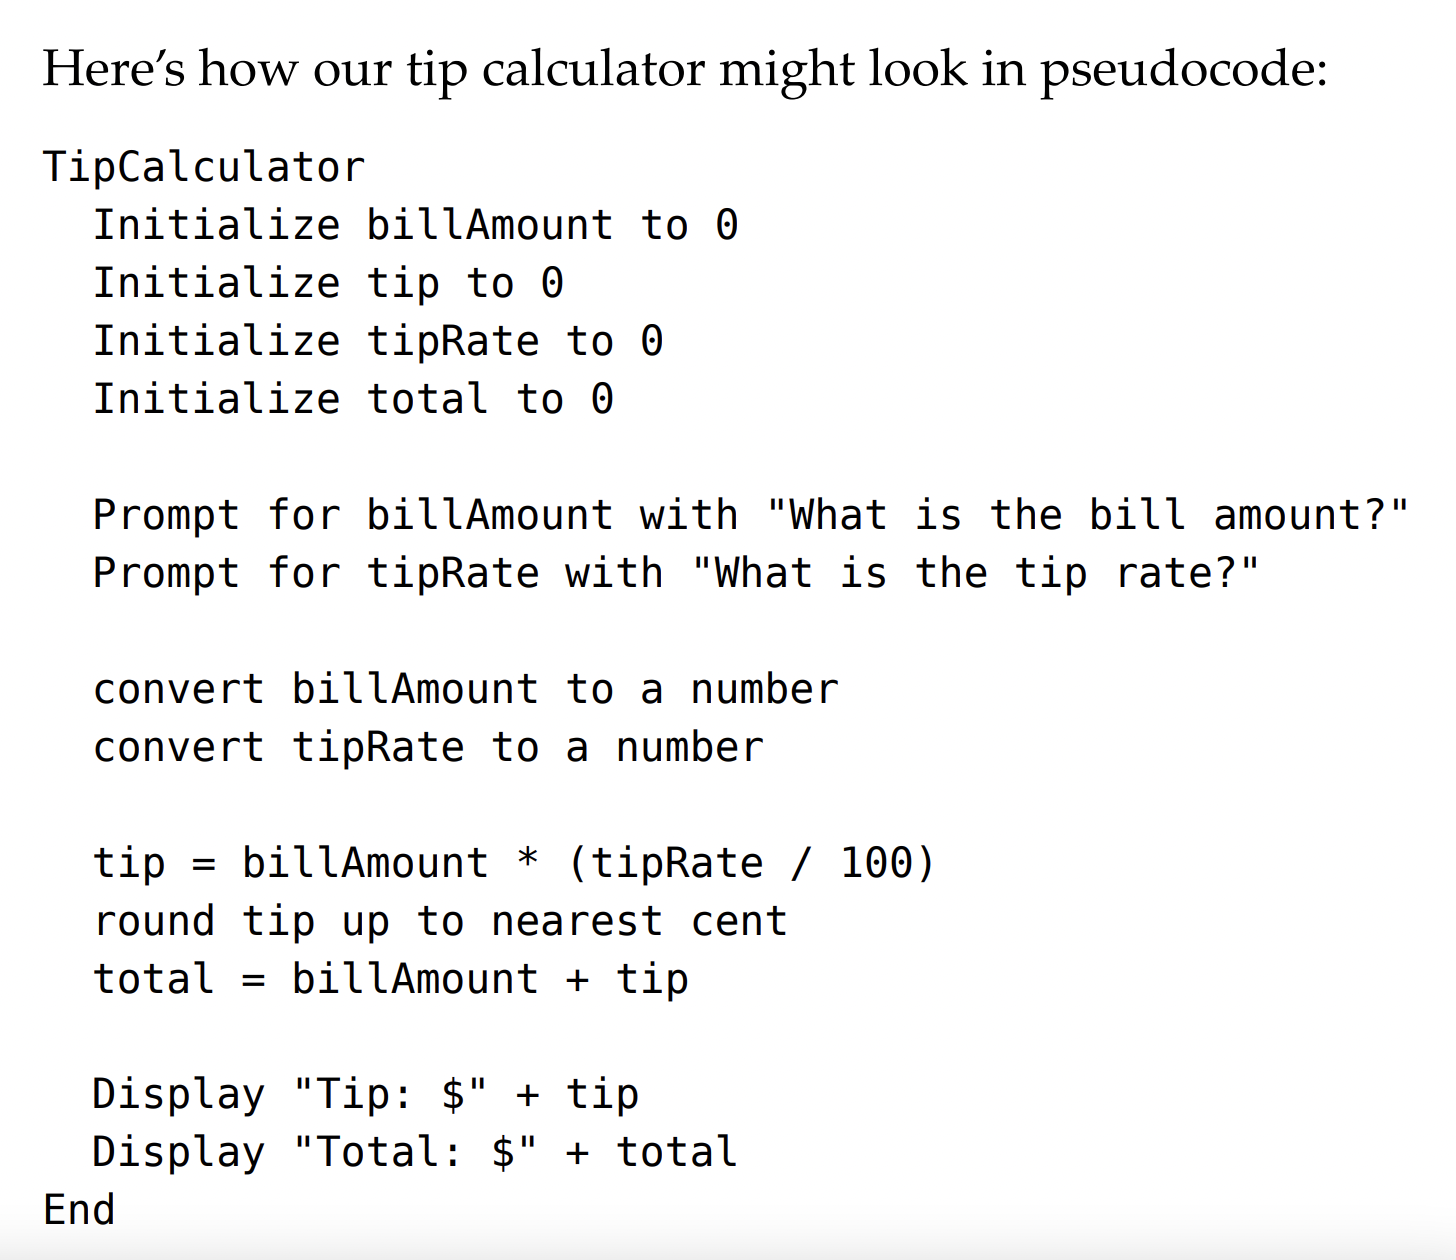 Here’s how our tip calculator might look in pseudocode:
TipCalculator
  Initialize billAmount to 0
  Initialize tip to 0
  Initialize tipRate to 0
  Initialize total to 0

  Prompt for billAmount with "What is the bill amount?"
  Prompt for tipRate with "What is the tip rate?"

  convert billAmount to a number
  convert tipRate to a number

  tip = billAmount * (tipRate / 100)
  round tip up to nearest cent
  total = billAmount + tip

  Display "Tip: $" + tip
  Display "Total: $" + total
End